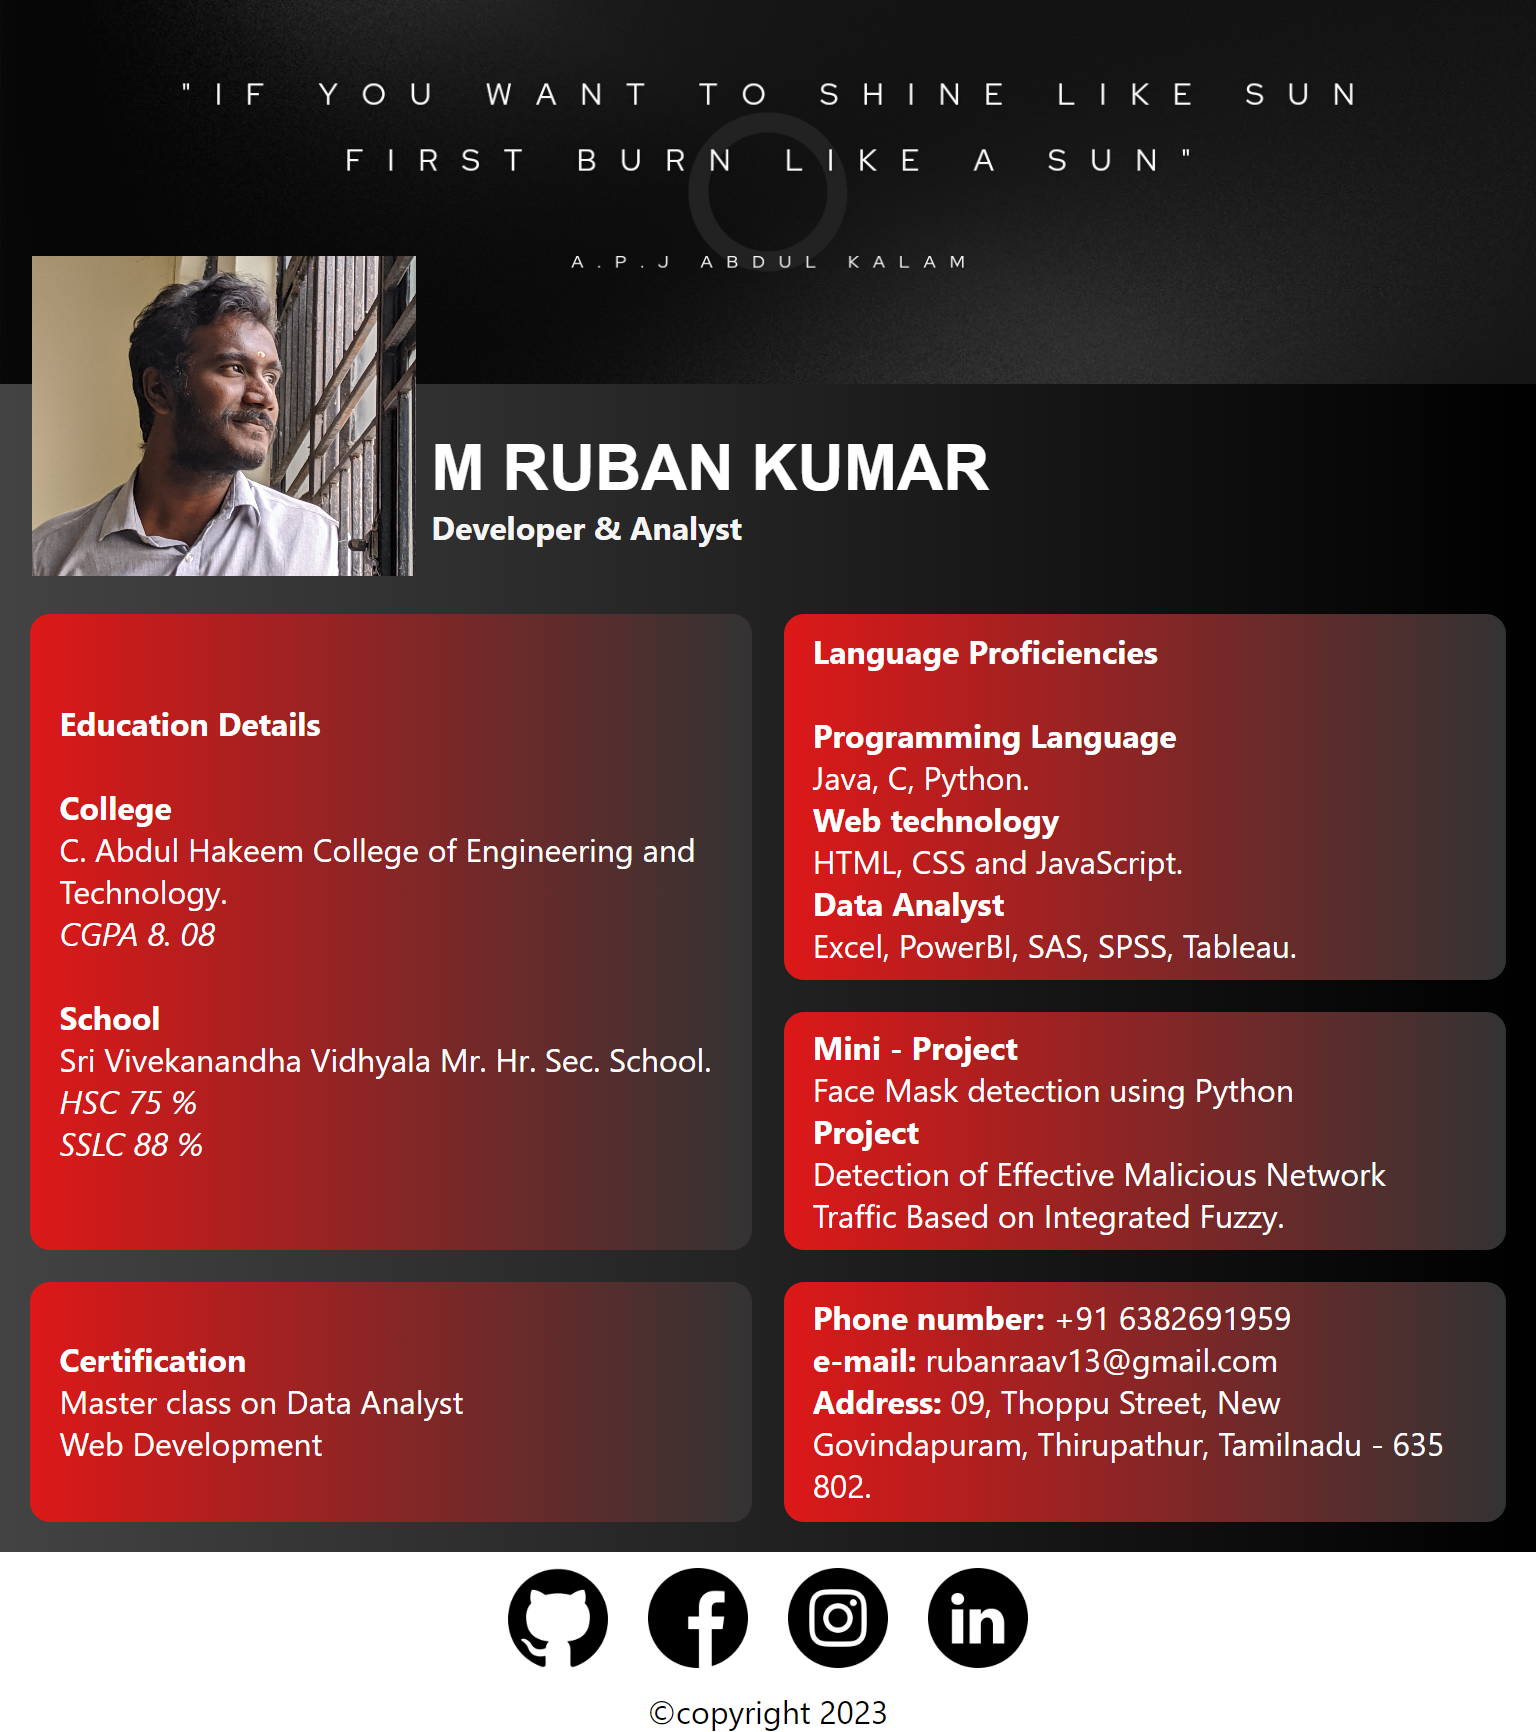 "IF YOU WANT TO SHINE LIKE SUN
FIRST BURN LIKE A SUN"
A.P.J ABDUL KALAM
M RUBAN KUMAR
Developer & Analyst
Education Details
College
C. Abdul Hakeem College of Engineering and
Technology.
CGPA 8. 08
School
Sri Vivekanandha Vidhyala Mr. Hr. Sec. School.
HSC 75 %
SSLC 88 %
Certification
Master class on Data Analyst
Web Development
Language Proficiencies
Programming Language
Java, C, Python.
Web technology
HTML, CSS and JavaScript.
Data Analyst
Excel, PowerBI, SAS, SPSS, Tableau.
Mini - Project
Face Mask detection using Python
Project
Detection of Effective Malicious Network
Traffic Based on Integrated Fuzzy.
Phone number: +91 6382691959
e-mail: rubanraav13@gmail.com
Address: 09, Thoppu Street, New
Govindapuram, Thirupathur, Tamilnadu - 635
802.
©copyright 2023